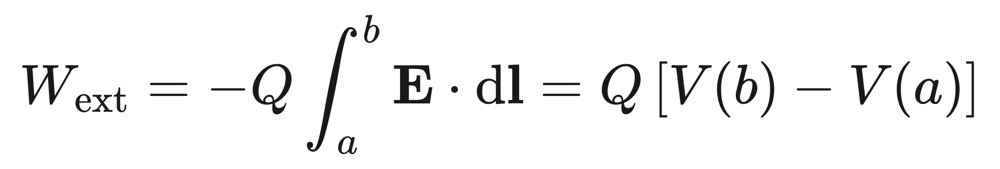 W_ext = −Q ∫_a^b E · dl = Q [V(b) − V(a)]